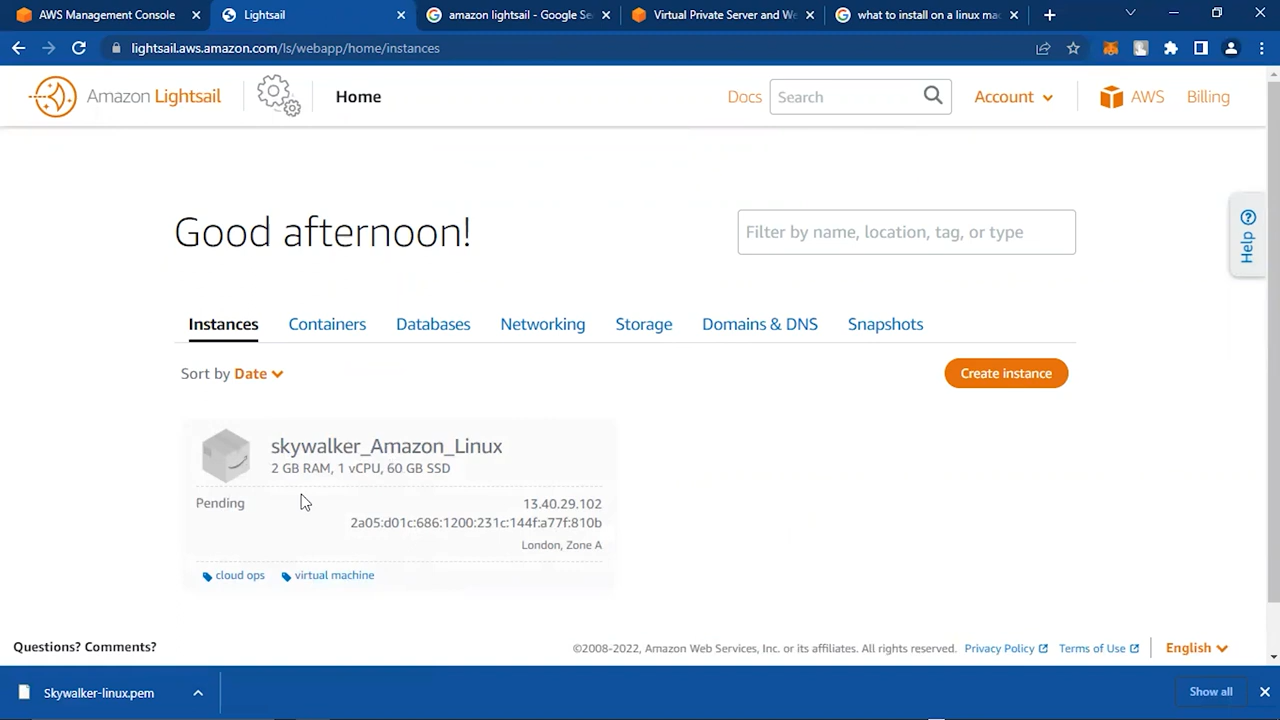 AWS Management Console
Lightsail
amazon lightsail - Google Se
Virtual Private Server and We
what to install on a linux mac
lightsail.aws.amazon.com/ls/webapp/home/instances
Amazon Lightsail
Home
Docs
Search
Account
AWS
Billing
Good afternoon!
Filter by name, location, tag, or type
Help
Instances
Containers
Databases
Networking
Storage
Domains & DNS
Snapshots
Sort by Date
Create instance
skywalker_Amazon_Linux
2 GB RAM, 1 vCPU, 60 GB SSD
Pending
13.40.29.102
2a05:d01c:686:1200:231c:144f:a77f:810b
London, Zone A
cloud ops
virtual machine
Questions? Comments?
©2008-2022, Amazon Web Services, Inc. or its affiliates. All rights reserved.
Privacy Policy
Terms of Use
English
Skywalker-linux.pem
Show all